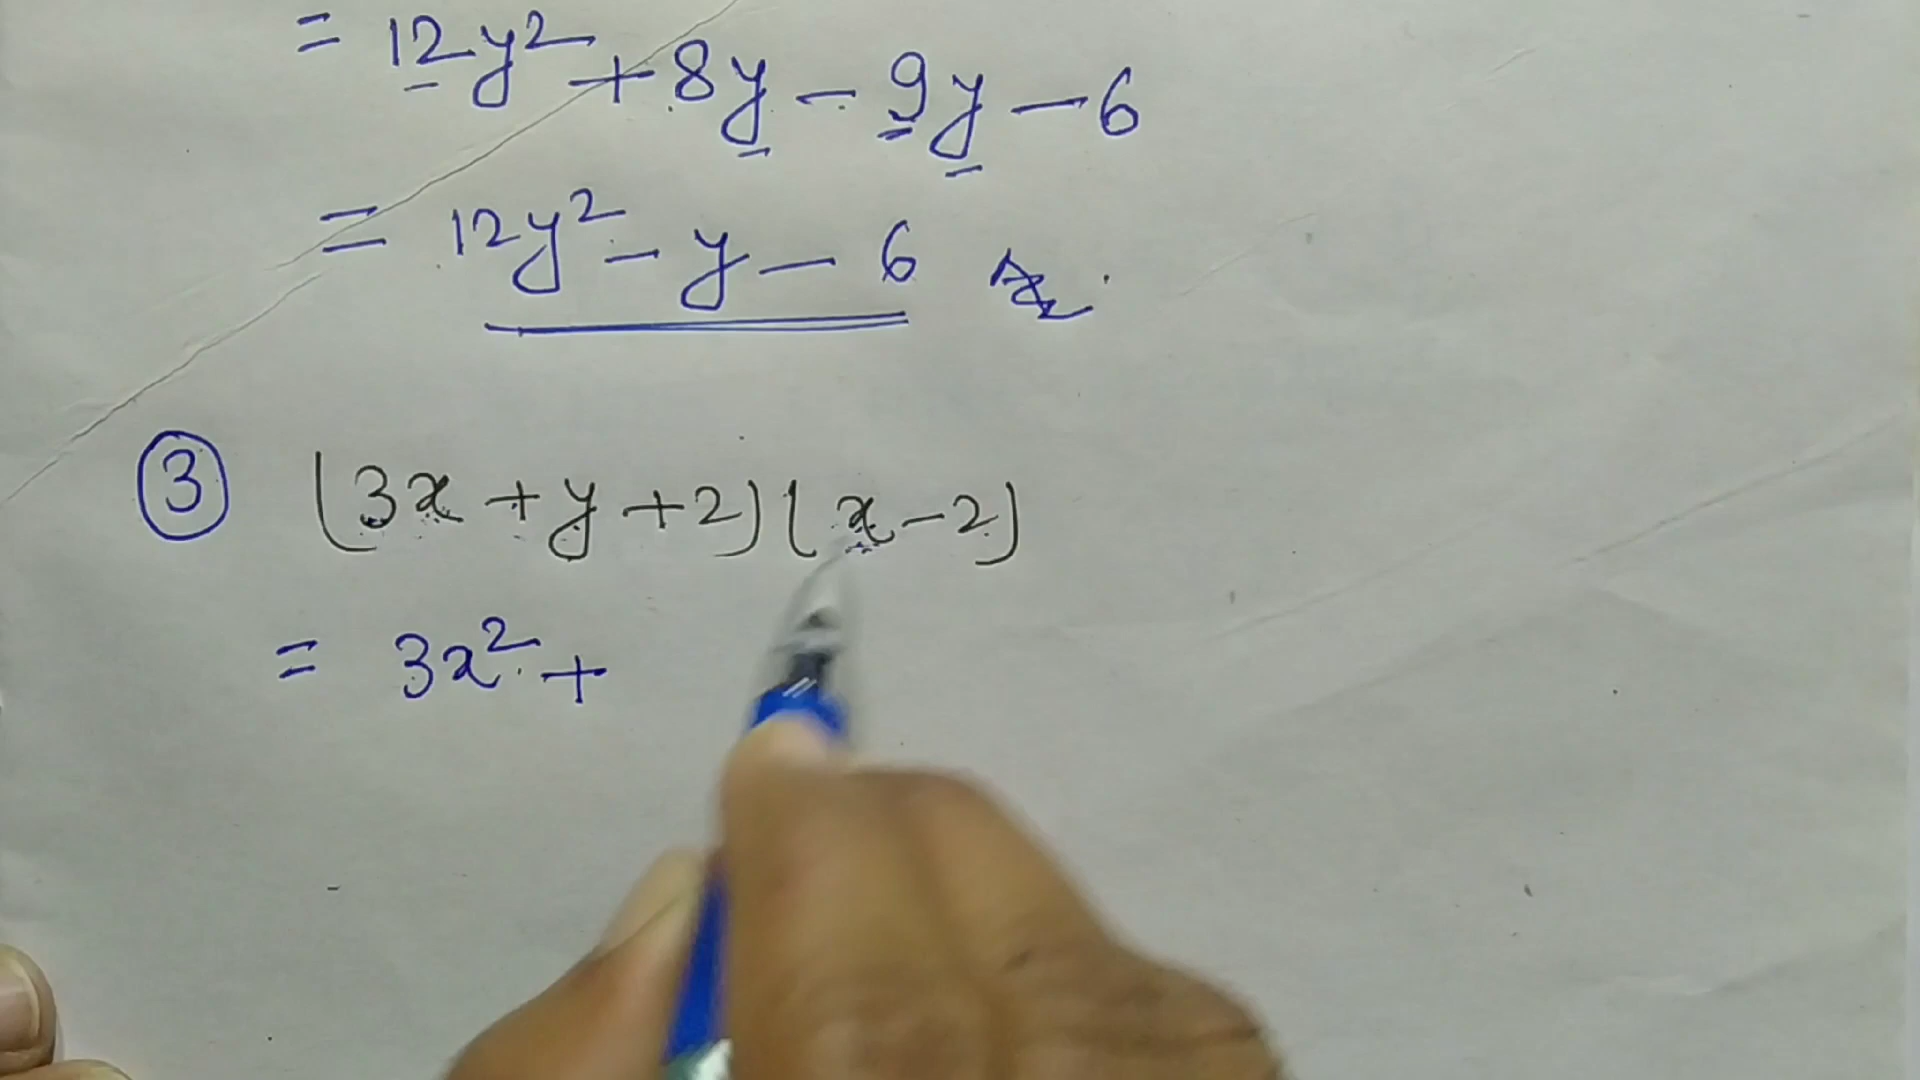 = 12y² + 8y - 9y - 6
= 12y² - y - 6
3 (3x + y + 2)(x - 2)
= 3x² +